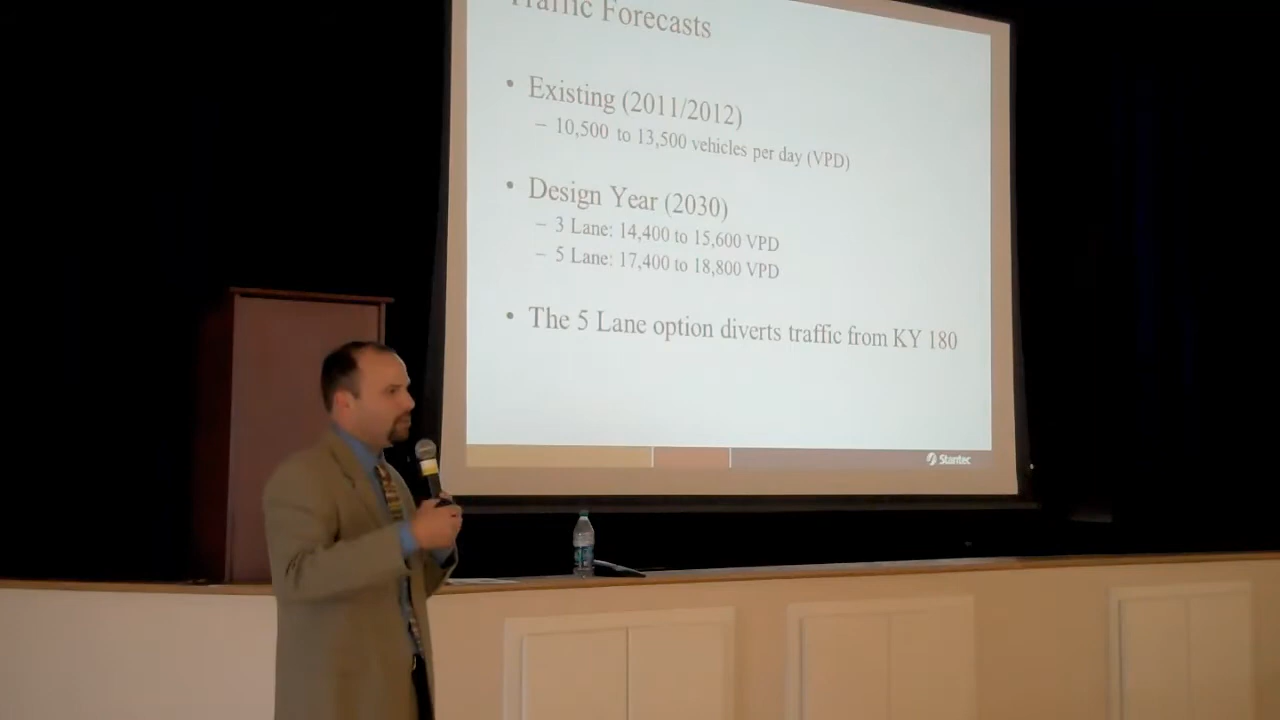 Traffic Forecasts
• Existing (2011/2012)
– 10,500 to 13,500 vehicles per day (VPD)
• Design Year (2030)
– 3 Lane: 14,400 to 15,600 VPD
– 5 Lane: 17,400 to 18,800 VPD
• The 5 Lane option diverts traffic from KY 180
Stantec